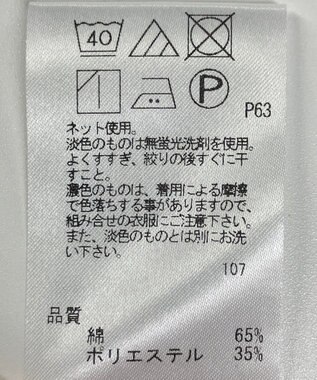 40
P
P63
ネット使用。
淡色のものは無蛍光洗剤を使用。
よくすすぎ、絞りの後すぐに干
すこと。
濃色のものは、着用による摩擦
で色落ちする事がありますので、
組み合せの衣服にご注意下さい。
また、淡色のものとは別にお洗
い下さい。
107
品質
綿 65%
ポリエステル 35%